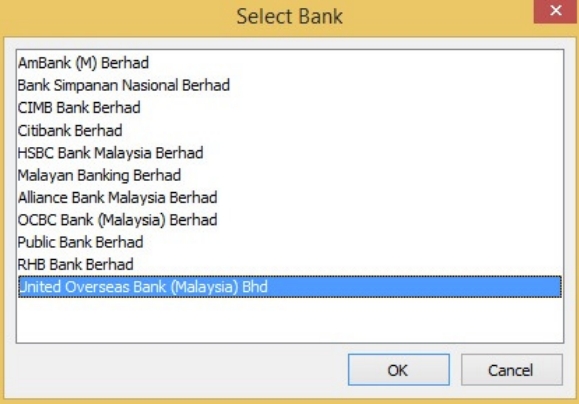 Select Bank
AmBank (M) Berhad
Bank Simpanan Nasional Berhad
CIMB Bank Berhad
Citibank Berhad
HSBC Bank Malaysia Berhad
Malayan Banking Berhad
Alliance Bank Malaysia Berhad
OCBC Bank (Malaysia) Berhad
Public Bank Berhad
RHB Bank Berhad
United Overseas Bank (Malaysia) Bhd
OK Cancel